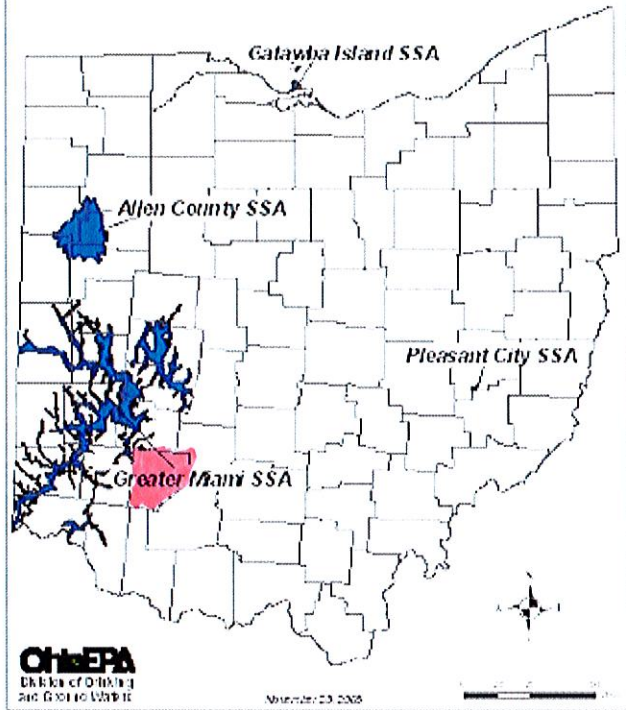 Catawba Island SSA
Allen County SSA
Pleasant City SSA
Greater Miami SSA
OhioEPA
Division of Drinking
and Ground Waters